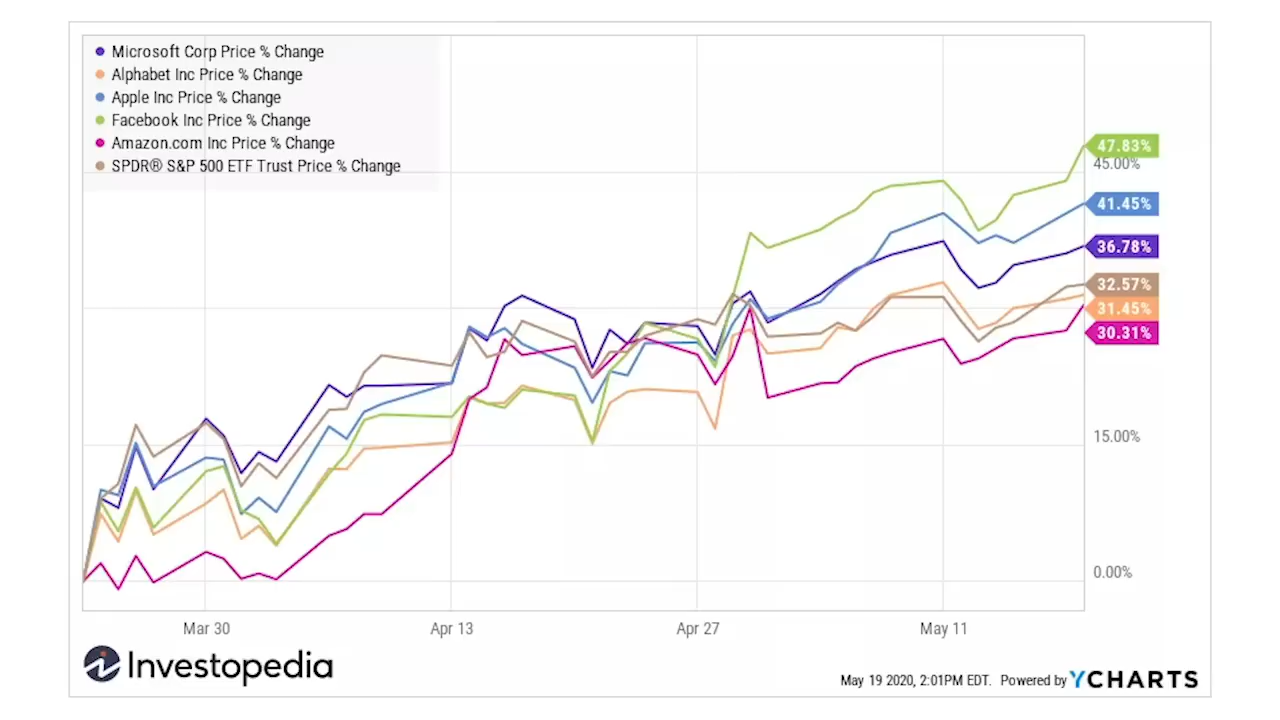 Microsoft Corp Price % Change
Alphabet Inc Price % Change
Apple Inc Price % Change
Facebook Inc Price % Change
Amazon.com Inc Price % Change
SPDR® S&P 500 ETF Trust Price % Change
47.83%
45.00%
41.45%
36.78%
32.57%
31.45%
30.31%
15.00%
0.00%
Mar 30 Apr 13 Apr 27 May 11
Investopedia
May 19 2020, 2:01PM EDT. Powered by YCHARTS